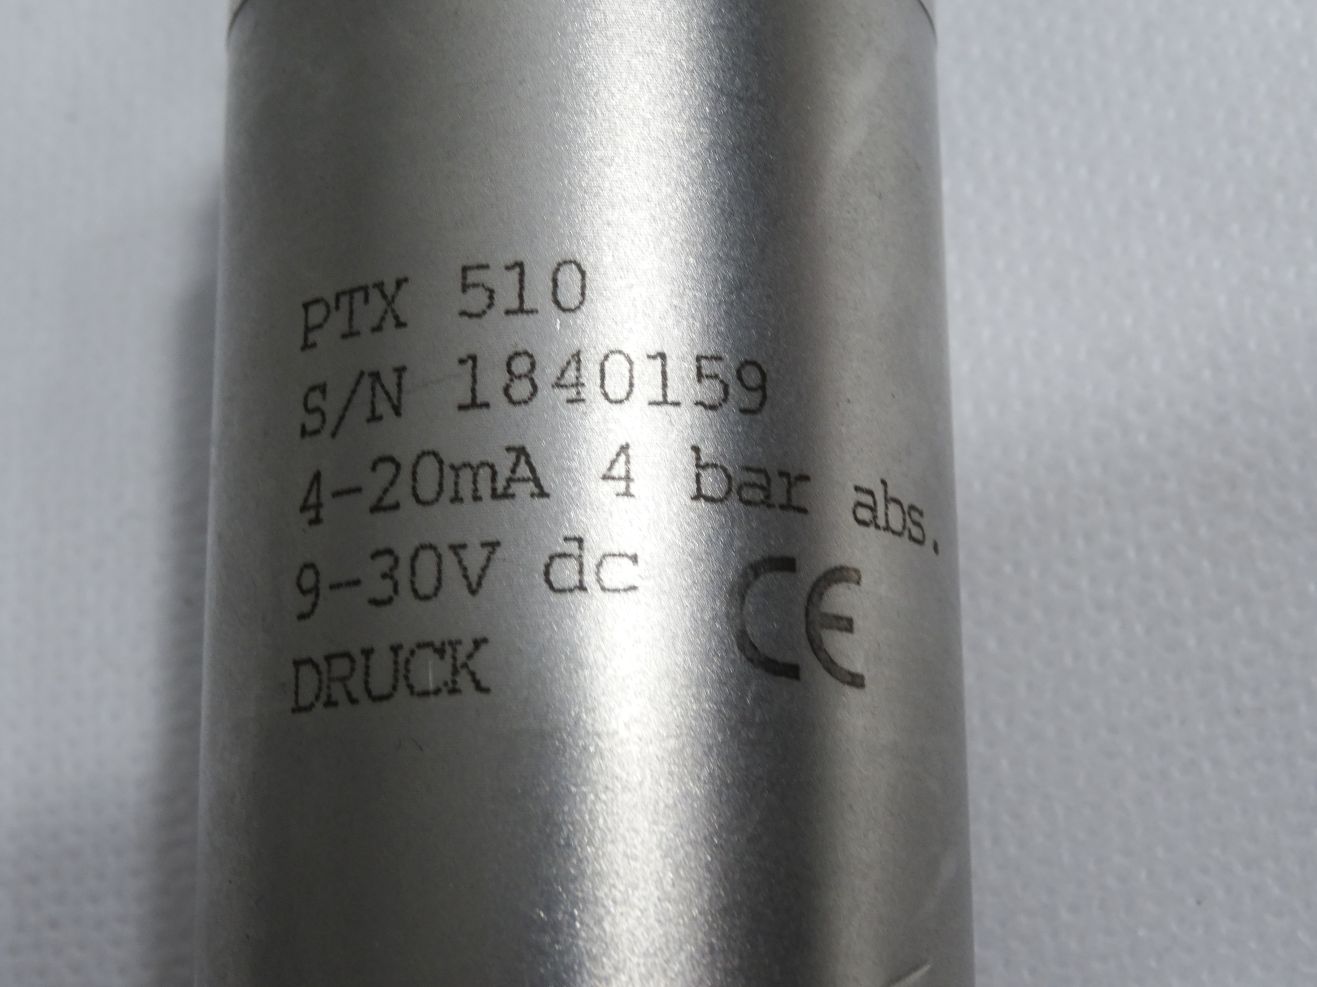 PTX 510
S/N 1840159
4-20mA 4 bar abs.
9-30V dc
CE
DRUCK